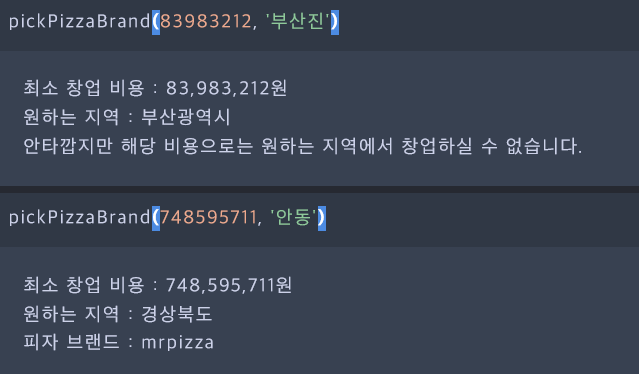 pickPizzaBrand(83983212, '부산진')
최소 창업 비용 : 83,983,212원
원하는 지역 : 부산광역시
안타깝지만 해당 비용으로는 원하는 지역에서 창업하실 수 없습니다.
pickPizzaBrand(748595711, '안동')
최소 창업 비용 : 748,595,711원
원하는 지역 : 경상북도
피자 브랜드 : mrpizza